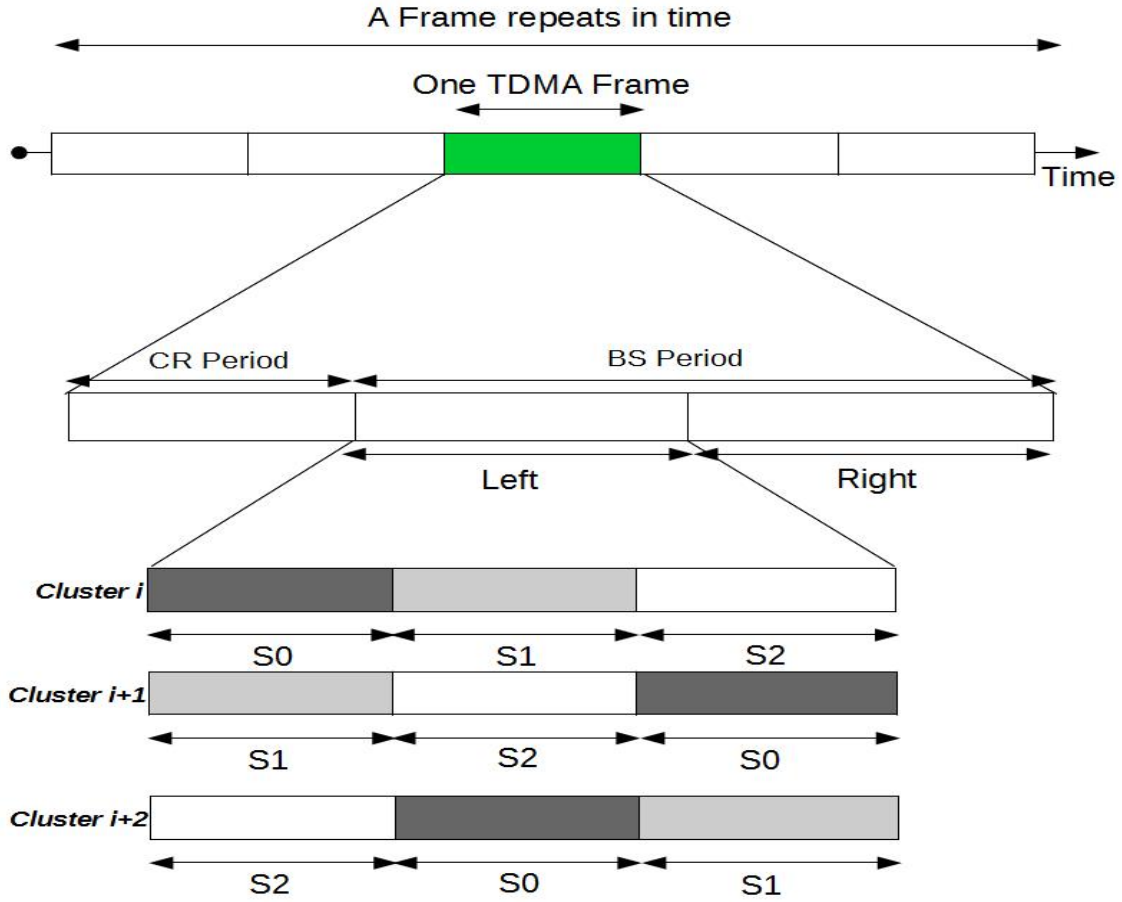 A Frame repeats in time
One TDMA Frame
Time
CR Period
BS Period
Left
Right
Cluster i
S0
S1
S2
Cluster i+1
S1
S2
S0
Cluster i+2
S2
S0
S1